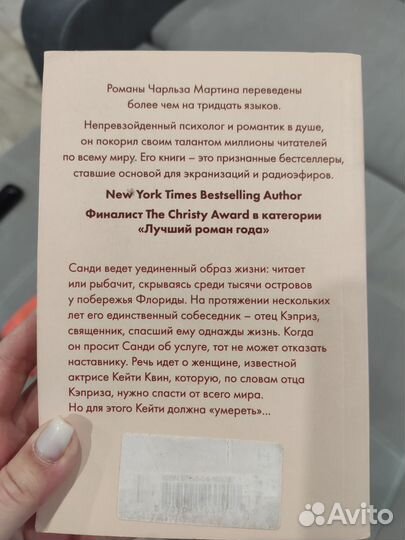 Романы Чарльза Мартина переведены
более чем на тридцать языков.
Непревзойденный психолог и романтик в душе,
он покорил своим талантом миллионы читателей
по всему миру. Его книги – это признанные бестселлеры,
ставшие основой для экранизаций и радиоэфиров.
New York Times Bestselling Author
Финалист The Christy Award в категории
«Лучший роман года»
Санди ведет уединенный образ жизни: читает
или рыбачит, скрываясь среди тысячи островов
у побережья Флориды. На протяжении нескольких
лет его единственный собеседник – отец Кэприз,
священник, спасший ему однажды жизнь. Когда
он просит Санди об услуге, тот не может отказать
наставнику. Речь идет о женщине, известной
актрисе Кейти Квин, которую, по словам отца
Кэприза, нужно спасти от всего мира.
Но для этого Кейти должна «умереть»...
Avito